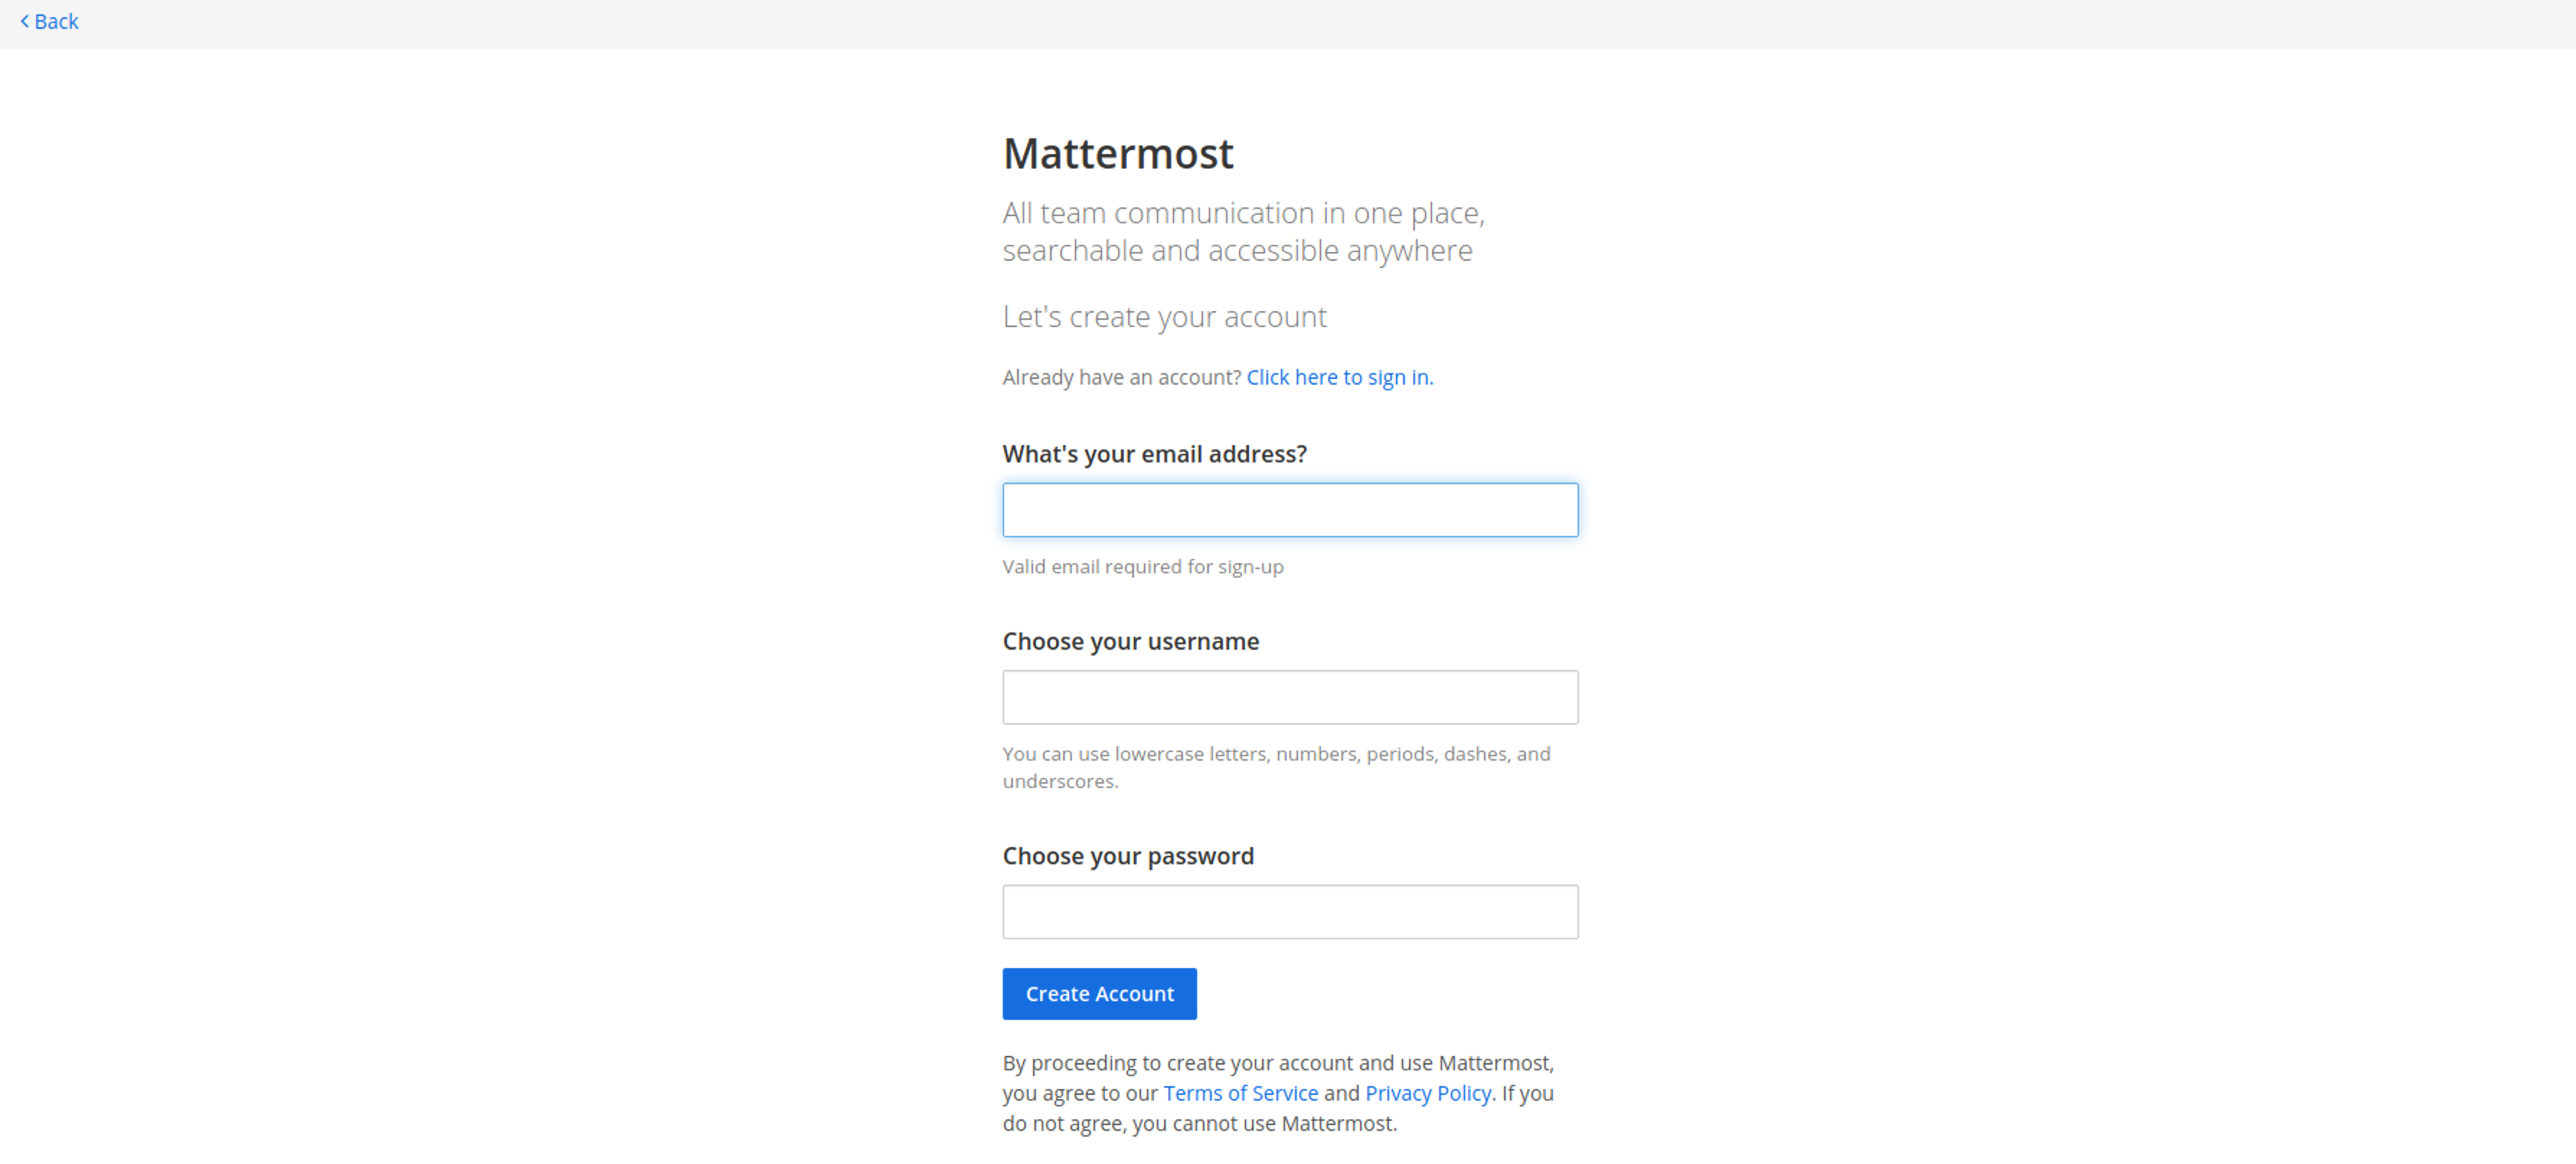 Back
Mattermost
All team communication in one place,
searchable and accessible anywhere
Let's create your account
Already have an account? Click here to sign in.
What's your email address?
Valid email required for sign-up
Choose your username
You can use lowercase letters, numbers, periods, dashes, and
underscores.
Choose your password
Create Account
By proceeding to create your account and use Mattermost,
you agree to our Terms of Service and Privacy Policy. If you
do not agree, you cannot use Mattermost.